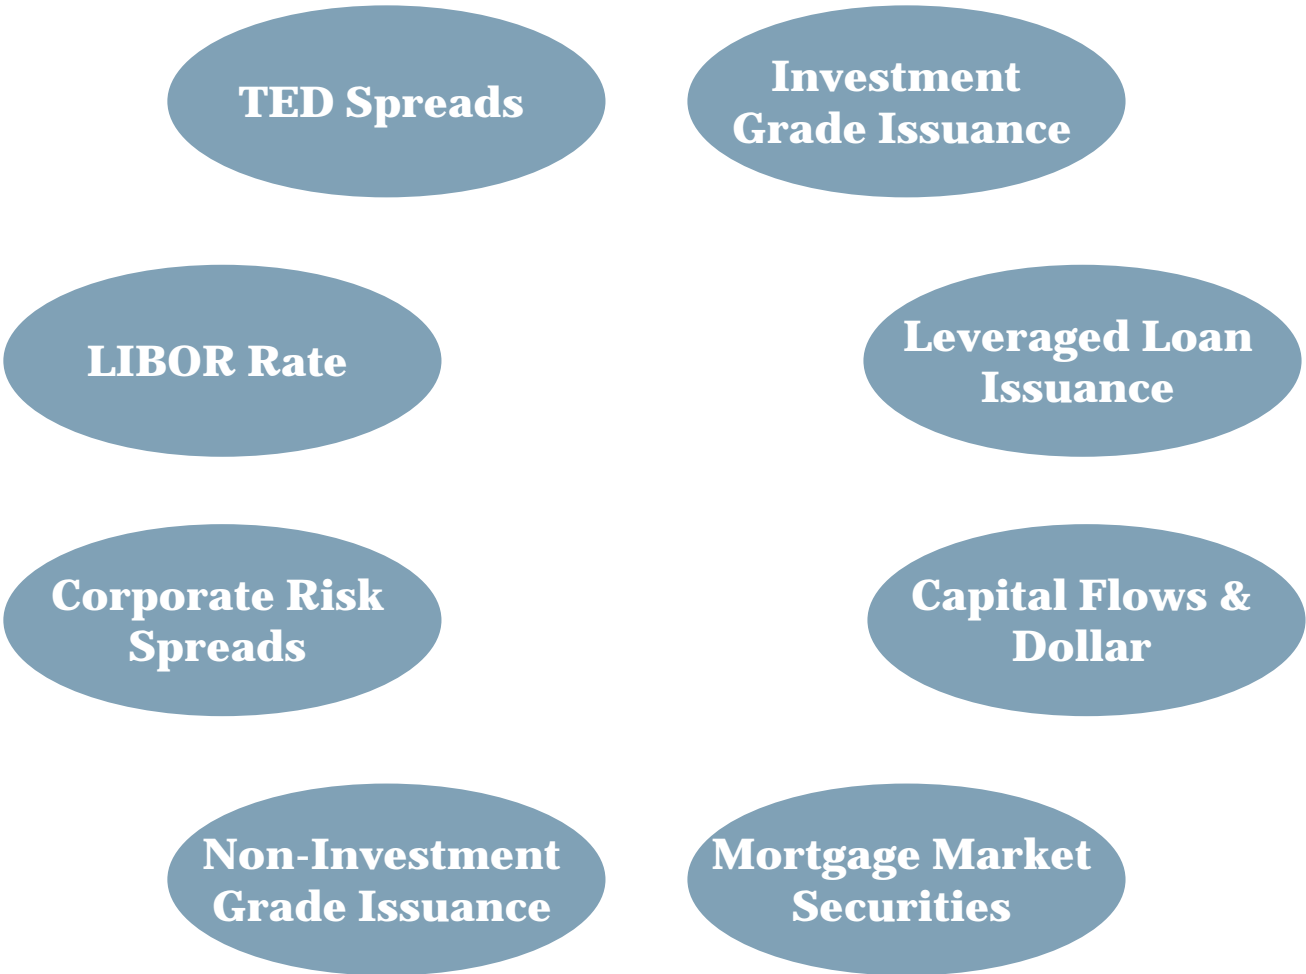 TED Spreads
Investment
Grade Issuance
LIBOR Rate
Leveraged Loan
Issuance
Corporate Risk
Spreads
Capital Flows &
Dollar
Non-Investment
Grade Issuance
Mortgage Market
Securities